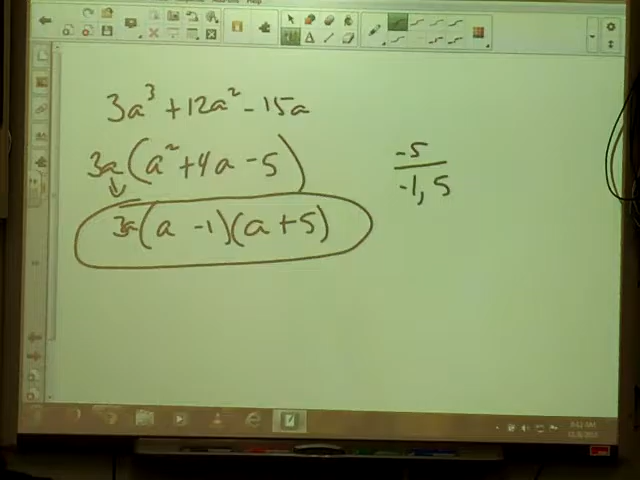 3a³ + 12a² - 15a
3a(a² + 4a - 5)
3a(a - 1)(a + 5)
-5
-1, 5